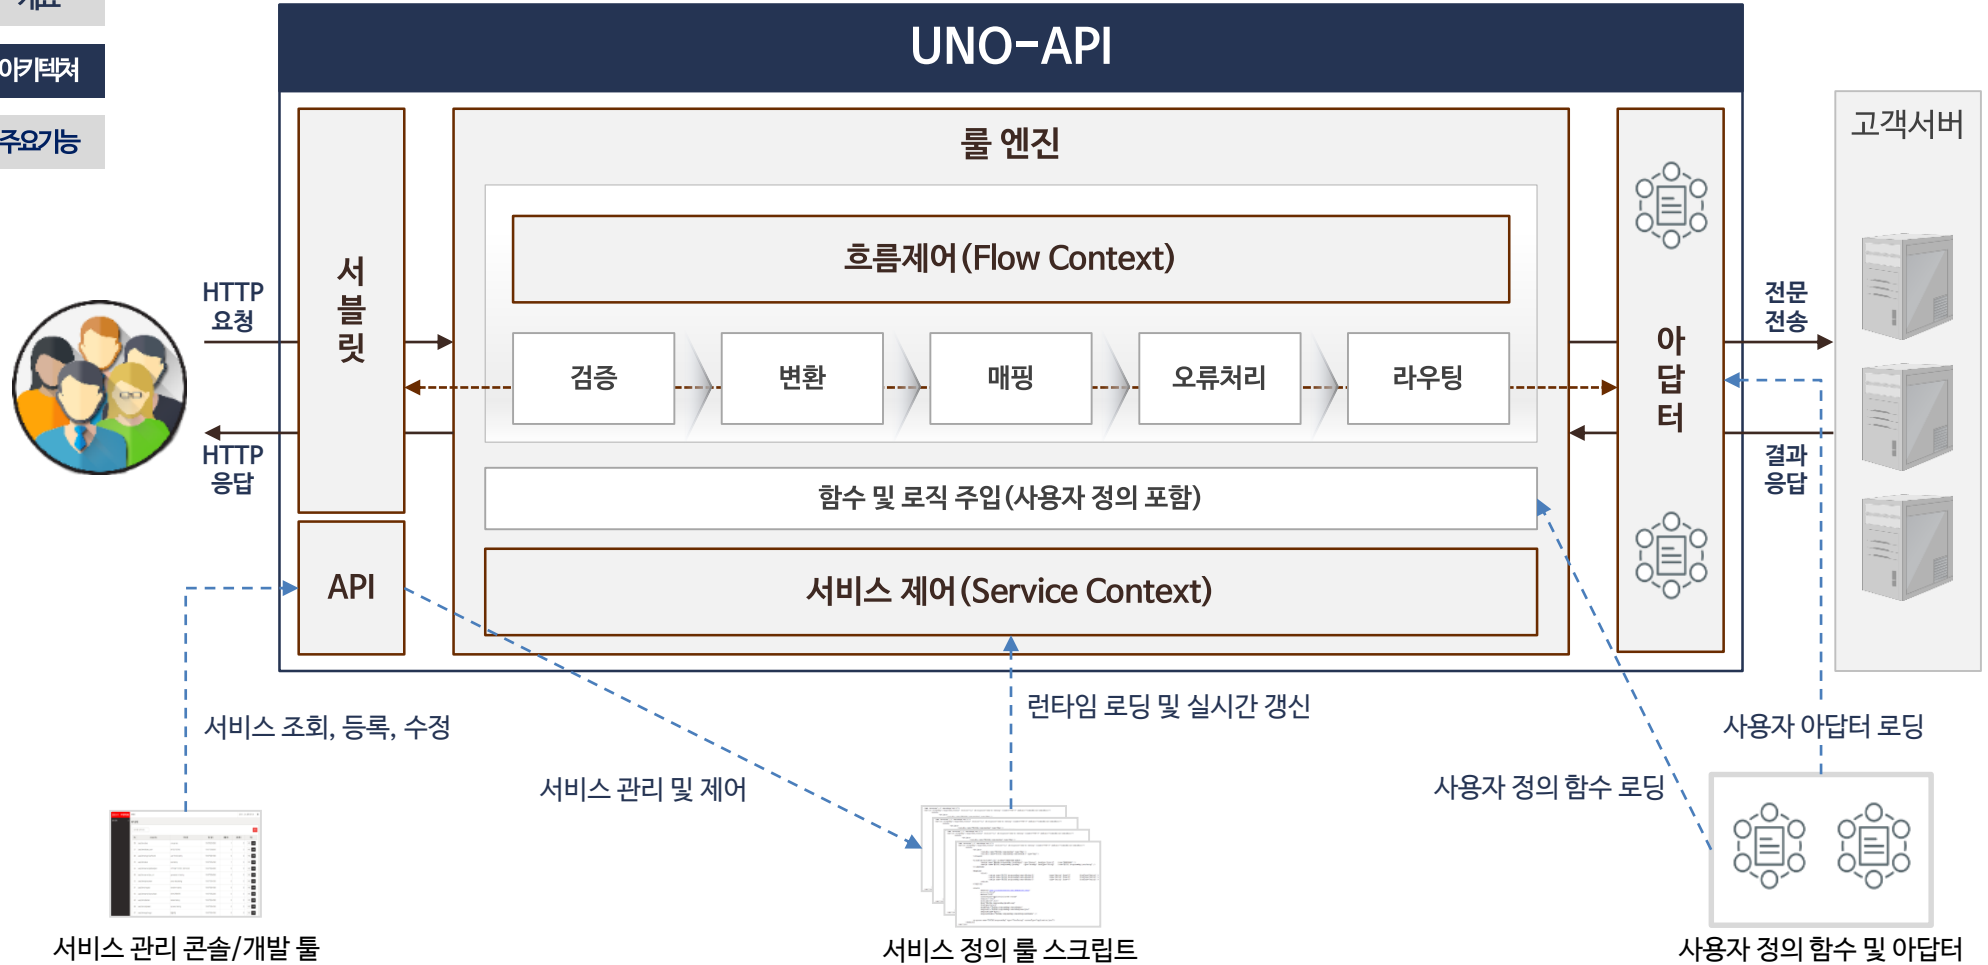 개요
아키텍쳐
주요기능
UNO-API
서블릿
API
룰 엔진
흐름제어(Flow Context)
검증
변환
매핑
오류처리
라우팅
함수 및 로직 주입(사용자 정의 포함)
서비스 제어(Service Context)
아답터
고객서버
HTTP
요청
HTTP
응답
전문
전송
결과
응답
서비스 조회, 등록, 수정
서비스 관리 및 제어
런타임 로딩 및 실시간 갱신
사용자 정의 함수 로딩
사용자 아답터 로딩
서비스 관리 콘솔/개발 툴
서비스 정의 룰 스크립트
사용자 정의 함수 및 아답터